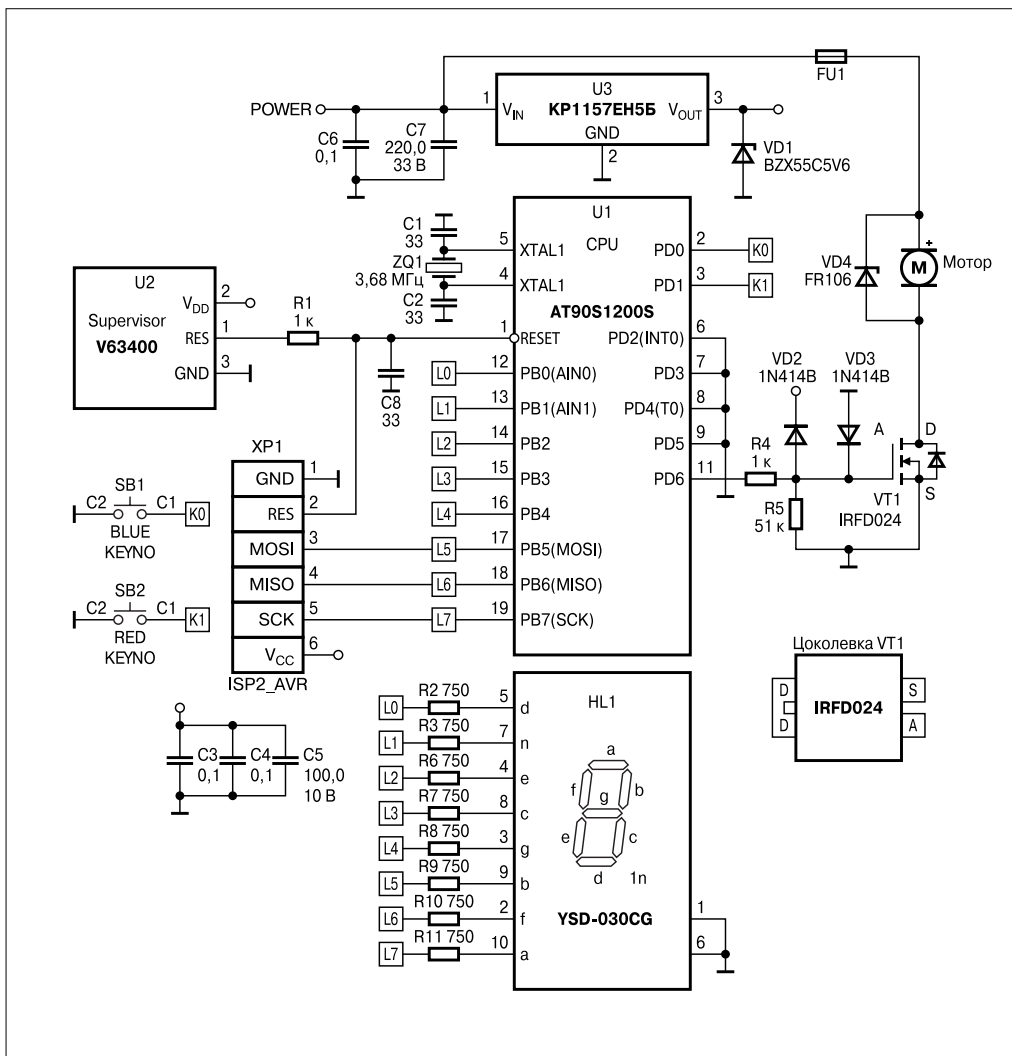 FU1
POWER
1
V_IN
U3
КР1157ЕН5Б
GND
2
V_OUT
3
C6
0,1
C7
220,0
33 В
VD1
BZX55C5V6
U1
CPU
AT90S1200S
C1
33
ZQ1
3,68 МГц
C2
33
5 XTAL1
4 XTAL1
1 RESET
12 PB0(AIN0)
13 PB1(AIN1)
14 PB2
15 PB3
16 PB4
17 PB5(MOSI)
18 PB6(MISO)
19 PB7(SCK)
PD0 2 K0
PD1 3 K1
PD2(INT0) 6
PD3 7
PD4(T0) 8
PD5 9
PD6 11
L0
L1
L2
L3
L4
L5
L6
L7
U2
Supervisor
V63400
V_DD 2
RES 1
GND 3
R1
1 к
C8
33
VD4
FR106
+
M
Мотор
VD2
1N414B
VD3
1N414B
R4
1 к
R5
51 к
A
D
S
VT1
IRFD024
XP1
GND 1
RES 2
MOSI 3
MISO 4
SCK 5
V_CC 6
ISP2_AVR
SB1
C2 C1 K0
BLUE
KEYNO
SB2
C2 C1 K1
RED
KEYNO
C3
0,1
C4
0,1
C5
100,0
10 В
L0 R2 750 5 d
L1 R3 750 7 n
L2 R6 750 4 e
L3 R7 750 8 c
L4 R8 750 3 g
L5 R9 750 9 b
L6 R10 750 2 f
L7 R11 750 10 a
HL1
a
f
g
b
e
c
d
1n
YSD-030CG
1
6
Цоколевка VT1
D
D
IRFD024
S
A